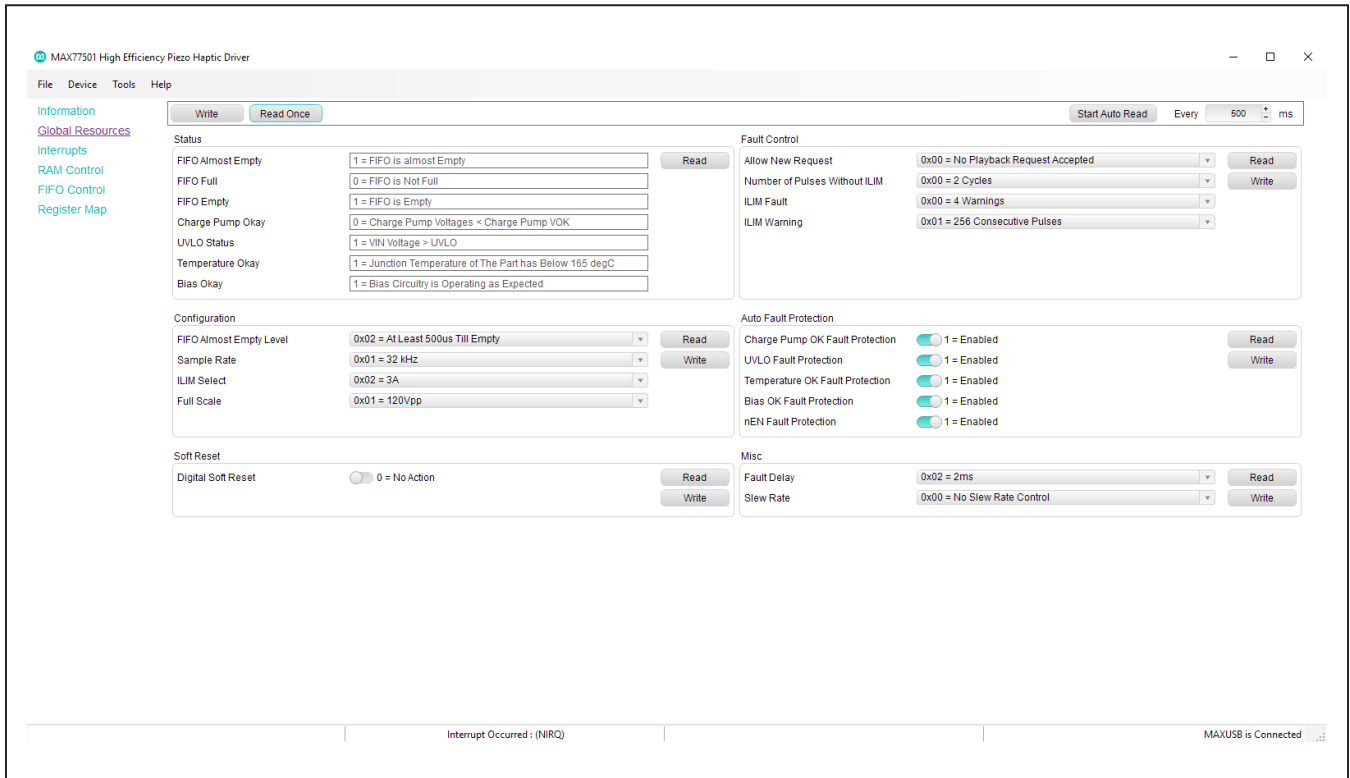 MAX77501 High Efficiency Piezo Haptic Driver
File Device Tools Help
Information
Global Resources
Interrupts
RAM Control
FIFO Control
Register Map
Write Read Once Start Auto Read Every 500 ms
Status
FIFO Almost Empty 1 = FIFO is almost Empty Read
FIFO Full 0 = FIFO is Not Full
FIFO Empty 1 = FIFO is Empty
Charge Pump Okay 0 = Charge Pump Voltages < Charge Pump VOK
UVLO Status 1 = VIN Voltage > UVLO
Temperature Okay 1 = Junction Temperature of The Part has Below 165 degC
Bias Okay 1 = Bias Circuitry is Operating as Expected
Fault Control
Allow New Request 0x00 = No Playback Request Accepted Read
Number of Pulses Without ILIM 0x00 = 2 Cycles Write
ILIM Fault 0x00 = 4 Warnings
ILIM Warning 0x01 = 256 Consecutive Pulses
Configuration
FIFO Almost Empty Level 0x02 = At Least 500us Till Empty Read
Sample Rate 0x01 = 32 kHz Write
ILIM Select 0x02 = 3A
Full Scale 0x01 = 120Vpp
Auto Fault Protection
Charge Pump OK Fault Protection 1 = Enabled Read
UVLO Fault Protection 1 = Enabled Write
Temperature OK Fault Protection 1 = Enabled
Bias OK Fault Protection 1 = Enabled
nEN Fault Protection 1 = Enabled
Soft Reset
Digital Soft Reset 0 = No Action Read
Write
Misc
Fault Delay 0x02 = 2ms Read
Slew Rate 0x00 = No Slew Rate Control Write
Interrupt Occurred : (NIRQ) MAXUSB is Connected